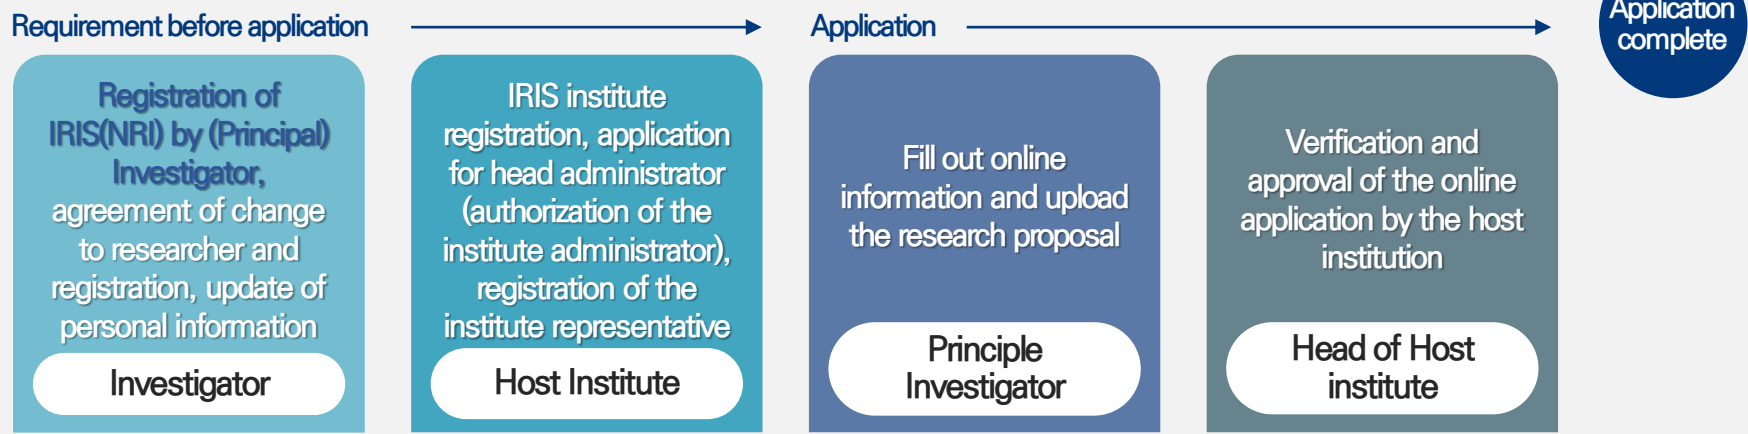 Requirement before application
Application
Application
complete
Registration of
IRIS(NRI) by (Principal)
Investigator,
agreement of change
to researcher and
registration, update of
personal information
Investigator
IRIS institute
registration, application
for head administrator
(authorization of the
institute administrator),
registration of the
institute representative
Host Institute
Fill out online
information and upload
the research proposal
Principle
Investigator
Verification and
approval of the online
application by the host
institution
Head of Host
institute